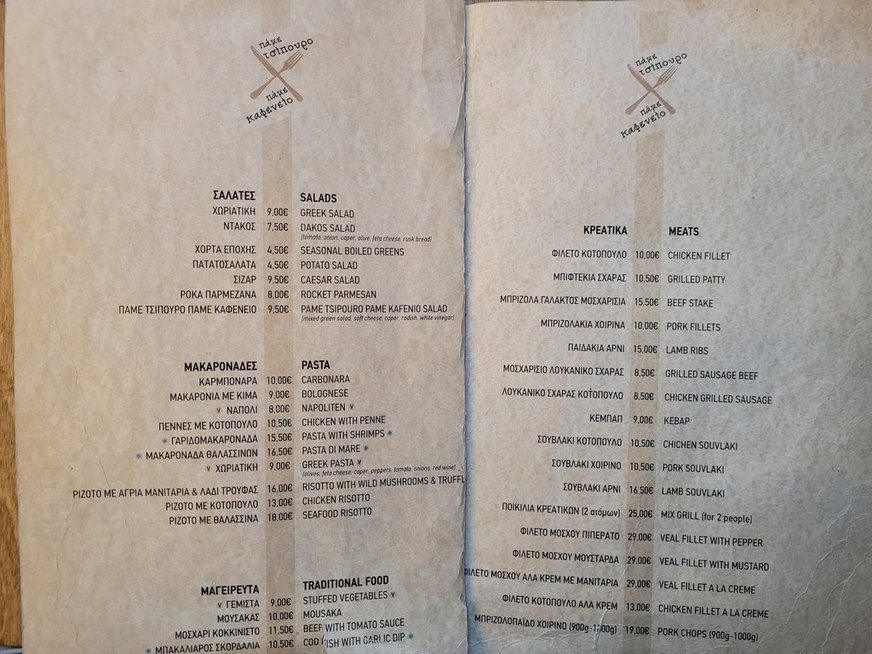 πάμε
τσίπουρο
πάμε
καφενείο
ΣΑΛΑΤΕΣ SALADS
ΧΩΡΙΑΤΙΚΗ 9,00€ GREEK SALAD
ΝΤΑΚΟΣ 7,50€ DAKOS SALAD
(tomato, onion, caper, olive, feta cheese, rusk bread)
ΧΟΡΤΑ ΕΠΟΧΗΣ 4,50€ SEASONAL BOILED GREENS
ΠΑΤΑΤΟΣΑΛΑΤΑ 4,50€ POTATO SALAD
ΣΙΖΑΡ 9,50€ CAESAR SALAD
ΡΟΚΑ ΠΑΡΜΕΖΑΝΑ 8,00€ ROCKET PARMESAN
ΠΑΜΕ ΤΣΙΠΟΥΡΟ ΠΑΜΕ ΚΑΦΕΝΕΙΟ 9,50€ PAME TSIPOURO PAME KAFENIO SALAD
(mixed green salad, soft cheese, caper, radish, white vinegar)
ΜΑΚΑΡΟΝΑΔΕΣ PASTA
ΚΑΡΜΠΟΝΑΡΑ 10,00€ CARBONARA
ΜΑΚΑΡΟΝΙΑ ΜΕ ΚΙΜΑ 9,00€ BOLOGNESE
ΝΑΠΟΛΙ 8,00€ NAPOLITEN
ΠΕΝΝΕΣ ΜΕ ΚΟΤΟΠΟΥΛΟ 10,50€ CHICKEN WITH PENNE
* ΓΑΡΙΔΟΜΑΚΑΡΟΝΑΔΑ 15,50€ PASTA WITH SHRIMPS *
* ΜΑΚΑΡΟΝΑΔΑ ΘΑΛΑΣΣΙΝΩΝ 16,50€ PASTA DI MARE *
ΧΩΡΙΑΤΙΚΗ 9,00€ GREEK PASTA
(olives, feta cheese, caper, peppers, tomato, onions, red wine)
ΡΙΖΟΤΟ ΜΕ ΑΓΡΙΑ ΜΑΝΙΤΑΡΙΑ & ΛΑΔΙ ΤΡΟΥΦΑΣ 16,00€ RISOTTO WITH WILD MUSHROOMS & TRUFFL
ΡΙΖΟΤΟ ΜΕ ΚΟΤΟΠΟΥΛΟ 13,00€ CHICKEN RISOTTO
ΡΙΖΟΤΟ ΜΕ ΘΑΛΑΣΣΙΝΑ 18,00€ SEAFOOD RISOTTO
ΜΑΓΕΙΡΕΥΤΑ TRADITIONAL FOOD
ΓΕΜΙΣΤΑ 9,00€ STUFFED VEGETABLES
ΜΟΥΣΑΚΑΣ 10,00€ MOUSAKA
ΜΟΣΧΑΡΙ ΚΟΚΚΙΝΙΣΤΟ 11,50€ BEEF WITH TOMATO SAUCE
* ΜΠΑΚΑΛΙΑΡΟΣ ΣΚΟΡΔΑΛΙΑ 10,50€ COD FISH WITH GARLIC DIP *
πάμε
τσίπουρο
πάμε
καφενείο
ΚΡΕΑΤΙΚΑ MEATS
ΦΙΛΕΤΟ ΚΟΤΟΠΟΥΛΟ 10,00€ CHICKEN FILLET
ΜΠΙΦΤΕΚΙΑ ΣΧΑΡΑΣ 10,50€ GRILLED PATTY
ΜΠΡΙΖΟΛΑ ΓΑΛΑΚΤΟΣ ΜΟΣΧΑΡΙΣΙΑ 15,50€ BEEF STAKE
ΜΠΡΙΖΟΛΑΚΙΑ ΧΟΙΡΙΝΑ 10,00€ PORK FILLETS
ΠΑΙΔΑΚΙΑ ΑΡΝΙ 15,00€ LAMB RIBS
ΜΟΣΧΑΡΙΣΙΟ ΛΟΥΚΑΝΙΚΟ ΣΧΑΡΑΣ 8,50€ GRILLED SAUSAGE BEEF
ΛΟΥΚΑΝΙΚΟ ΣΧΑΡΑΣ ΚΟΤΟΠΟΥΛΟ 8,50€ CHICKEN GRILLED SAUSAGE
ΚΕΜΠΑΠ 9,00€ KEBAP
ΣΟΥΒΛΑΚΙ ΚΟΤΟΠΟΥΛΟ 10,50€ CHICHEN SOUVLAKI
ΣΟΥΒΛΑΚΙ ΧΟΙΡΙΝΟ 10,50€ PORK SOUVLAKI
ΣΟΥΒΛΑΚΙ ΑΡΝΙ 16,50€ LAMB SOUVLAKI
ΠΟΙΚΙΛΙΑ ΚΡΕΑΤΙΚΩΝ (2 ατόμων) 25,00€ MIX GRILL (for 2 people)
ΦΙΛΕΤΟ ΜΟΣΧΟΥ ΠΙΠΕΡΑΤΟ 29,00€ VEAL FILLET WITH PEPPER
ΦΙΛΕΤΟ ΜΟΣΧΟΥ ΜΟΥΣΤΑΡΔΑ 29,00€ VEAL FILLET WITH MUSTARD
ΦΙΛΕΤΟ ΜΟΣΧΟΥ ΑΛΑ ΚΡΕΜ ΜΕ ΜΑΝΙΤΑΡΙΑ 29,00€ VEAL FILLET A LA CREME
ΦΙΛΕΤΟ ΚΟΤΟΠΟΥΛΟ ΑΛΑ ΚΡΕΜ 13,00€ CHICKEN FILLET A LA CREME
ΜΠΡΙΖΟΛΟΠΑΙΔΟ ΧΟΙΡΙΝΟ (900g-1000g) 19,00€ PORK CHOPS (900g-1000g)